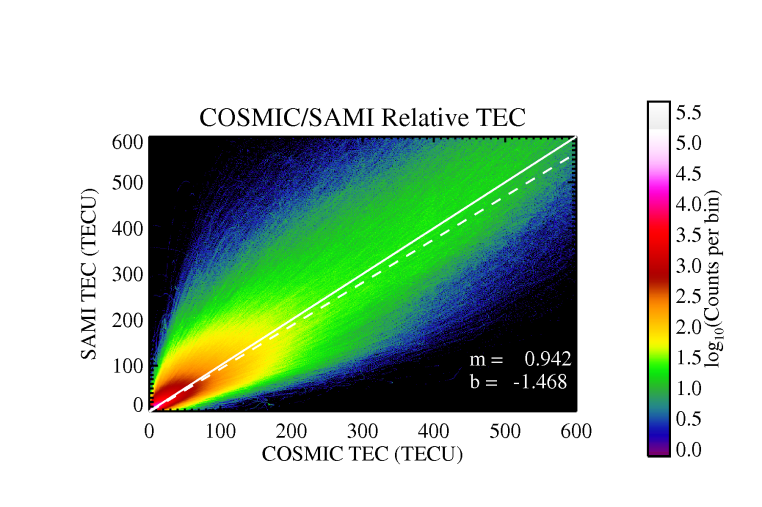 COSMIC/SAMI Relative TEC
600
500
400
300
200
100
0
SAMI TEC (TECU)
m = 0.942
b = -1.468
0 100 200 300 400 500 600
COSMIC TEC (TECU)
5.5
5.0
4.5
4.0
3.5
3.0
2.5
2.0
1.5
1.0
0.5
0.0
log₁₀(Counts per bin)